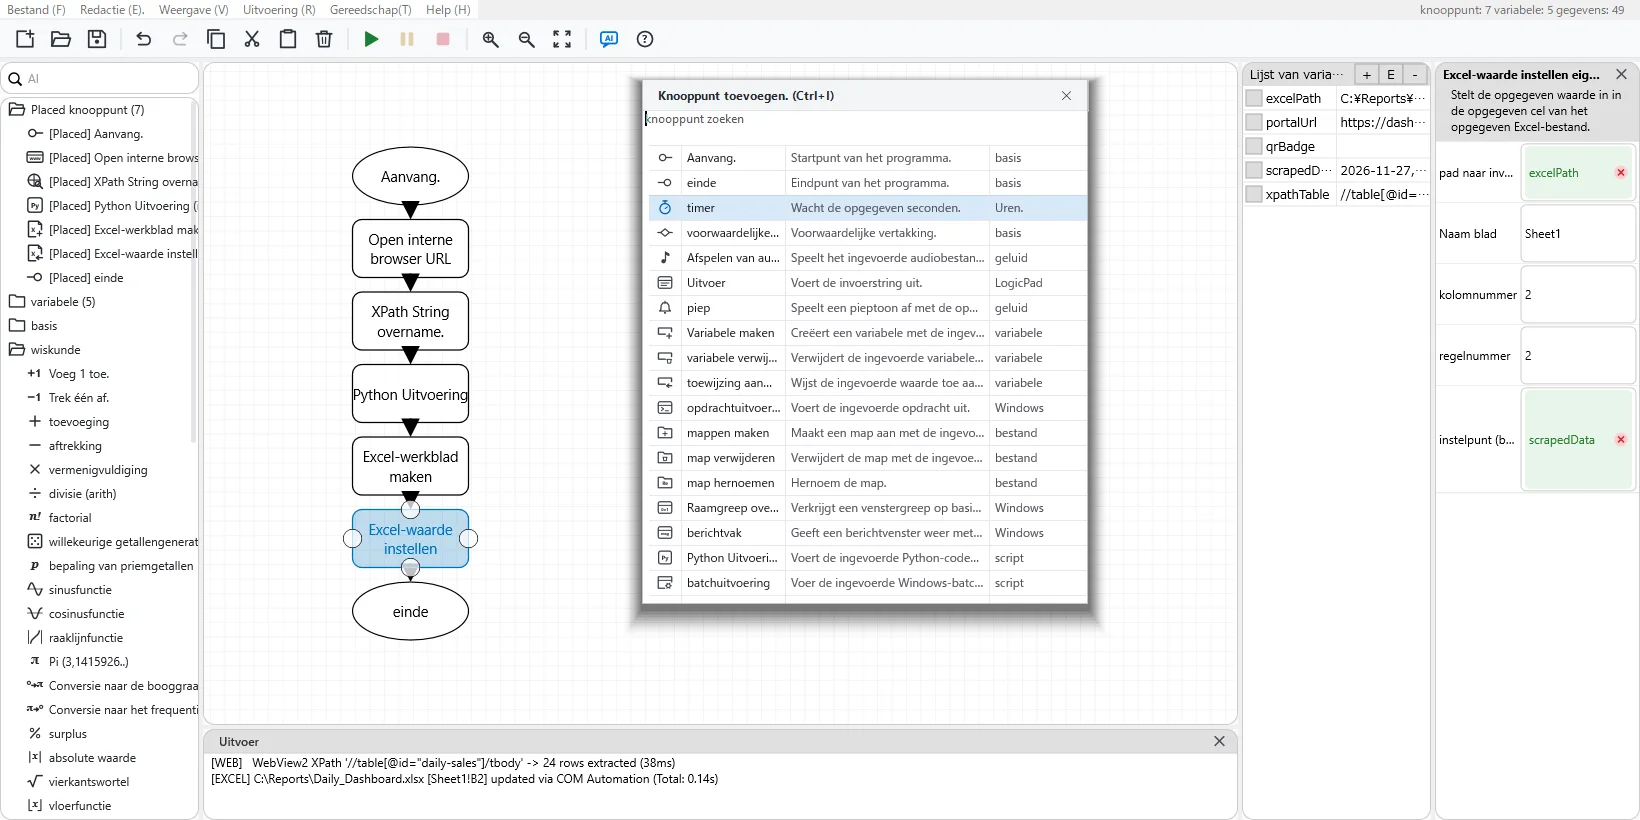 Bestand (F) Redactie (E). Weergave (V) Uitvoering (R) Gereedschap(T) Help (H)
knooppunt: 7 variabele: 5 gegevens: 49
AI
AI
Placed knooppunt (7)
[Placed] Aanvang.
[Placed] Open interne brows
[Placed] XPath String overna
[Placed] Python Uitvoering (
[Placed] Excel-werkblad mak
[Placed] Excel-waarde instell
[Placed] einde
variabele (5)
basis
wiskunde
+1 Voeg 1 toe.
−1 Trek één af.
toevoeging
aftrekking
vermenigvuldiging
divisie (arith)
n! factorial
willekeurige getallengenerat
p bepaling van priemgetallen
sinusfunctie
cosinusfunctie
raaklijnfunctie
π Pi (3,1415926..)
Conversie naar de booggraa
Conversie naar het frequenti
% surplus
|x| absolute waarde
vierkantswortel
vloerfunctie
Aanvang.
Open interne
browser URL
XPath String
overname.
Python Uitvoering
Excel-werkblad
maken
Excel-waarde
instellen
einde
Knooppunt toevoegen. (Ctrl+I)
knooppunt zoeken
Aanvang. Startpunt van het programma. basis
einde Eindpunt van het programma. basis
timer Wacht de opgegeven seconden. Uren.
voorwaardelijke... Voorwaardelijke vertakking. basis
Afspelen van au... Speelt het ingevoerde audiobestan... geluid
Uitvoer Voert de invoerstring uit. LogicPad
piep Speelt een pieptoon af met de op... geluid
Variabele maken Creëert een variabele met de ingev... variabele
variabele verwij... Verwijdert de ingevoerde variabele... variabele
toewijzing aan... Wijst de ingevoerde waarde toe aa... variabele
opdrachtuitvoer... Voert de ingevoerde opdracht uit. Windows
mappen maken Maakt een map aan met de ingevo... bestand
map verwijderen Verwijdert de map met de ingevoe... bestand
map hernoemen Hernoem de map. bestand
Raamgreep ove... Verkrijgt een venstergreep op basi... Windows
berichtvak Geeft een berichtvenster weer met... Windows
Py Python Uitvoeri... Voert de ingevoerde Python-code... script
batchuitvoering Voer de ingevoerde Windows-batc... script
Uitvoer
[WEB] WebView2 XPath '//table[@id="daily-sales"]/tbody' -> 24 rows extracted (38ms)
[EXCEL] C:\Reports\Daily_Dashboard.xlsx [Sheet1!B2] updated via COM Automation (Total: 0.14s)
Lijst van varia··· + E -
excelPath C:¥Reports¥···
portalUrl https://dash···
qrBadge
scrapedD··· 2026-11-27,···
xpathTable //table[@id=···
Excel-waarde instellen eig...
Stelt de opgegeven waarde in in
de opgegeven cel van het
opgegeven Excel-bestand.
pad naar inv... excelPath
Naam blad Sheet1
kolomnummer 2
regelnummer 2
instelpunt (b... scrapedData